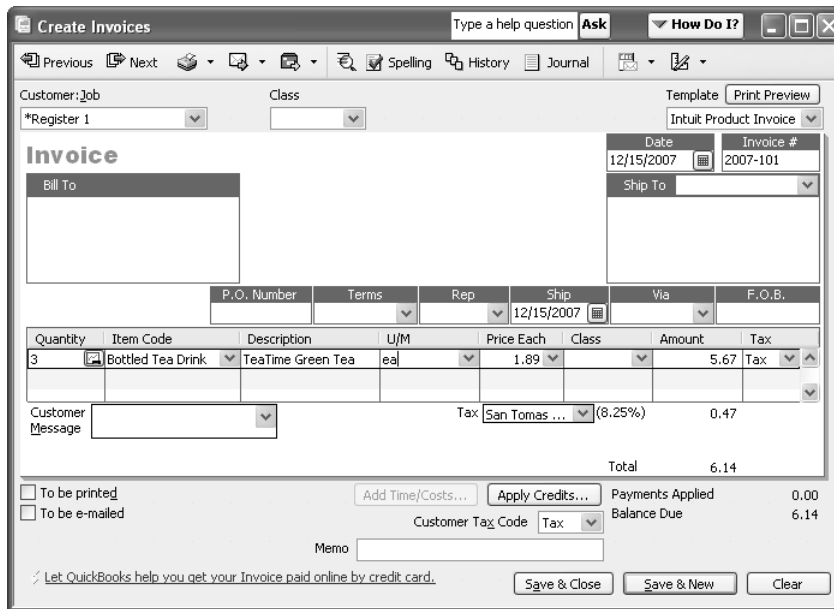 Create Invoices Type a help question Ask How Do I?
Previous Next Spelling History Journal
Customer:Job Class Template Print Preview
*Register 1 Intuit Product Invoice
Invoice Date Invoice #
12/15/2007 2007-101
Bill To Ship To
P.O. Number Terms Rep Ship Via F.O.B.
12/15/2007
Quantity Item Code Description U/M Price Each Class Amount Tax
3 Bottled Tea Drink TeaTime Green Tea ea 1.89 5.67 Tax
Customer Message Tax San Tomas ... (8.25%) 0.47
Total 6.14
To be printed Add Time/Costs... Apply Credits... Payments Applied 0.00
To be e-mailed Customer Tax Code Tax Balance Due 6.14
Memo
Let QuickBooks help you get your Invoice paid online by credit card. Save & Close Save & New Clear